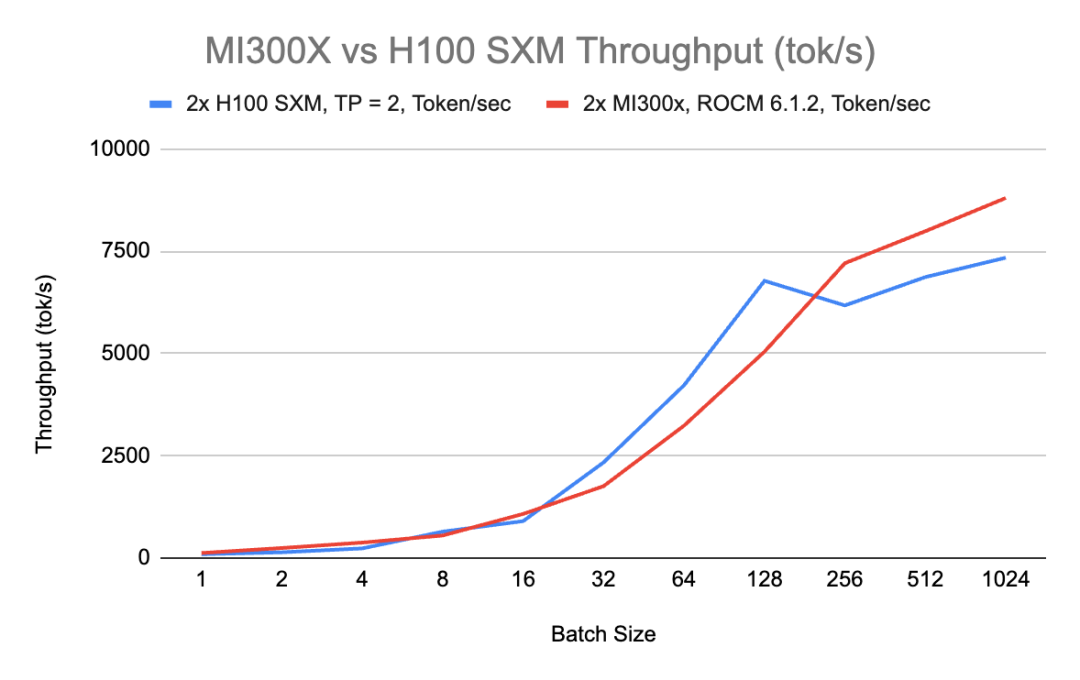 MI300X vs H100 SXM Throughput (tok/s)
2x H100 SXM, TP = 2, Token/sec
2x MI300x, ROCM 6.1.2, Token/sec
10000
7500
5000
2500
0
Throughput (tok/s)
1 2 4 8 16 32 64 128 256 512 1024
Batch Size